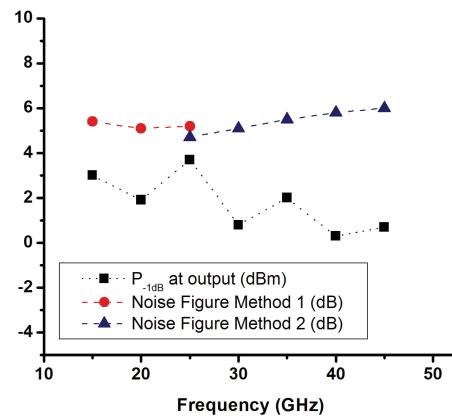 10
8
6
4
2
0
-2
-4
P-1dB at output (dBm)
Noise Figure Method 1 (dB)
Noise Figure Method 2 (dB)
10 20 30 40 50
Frequency (GHz)